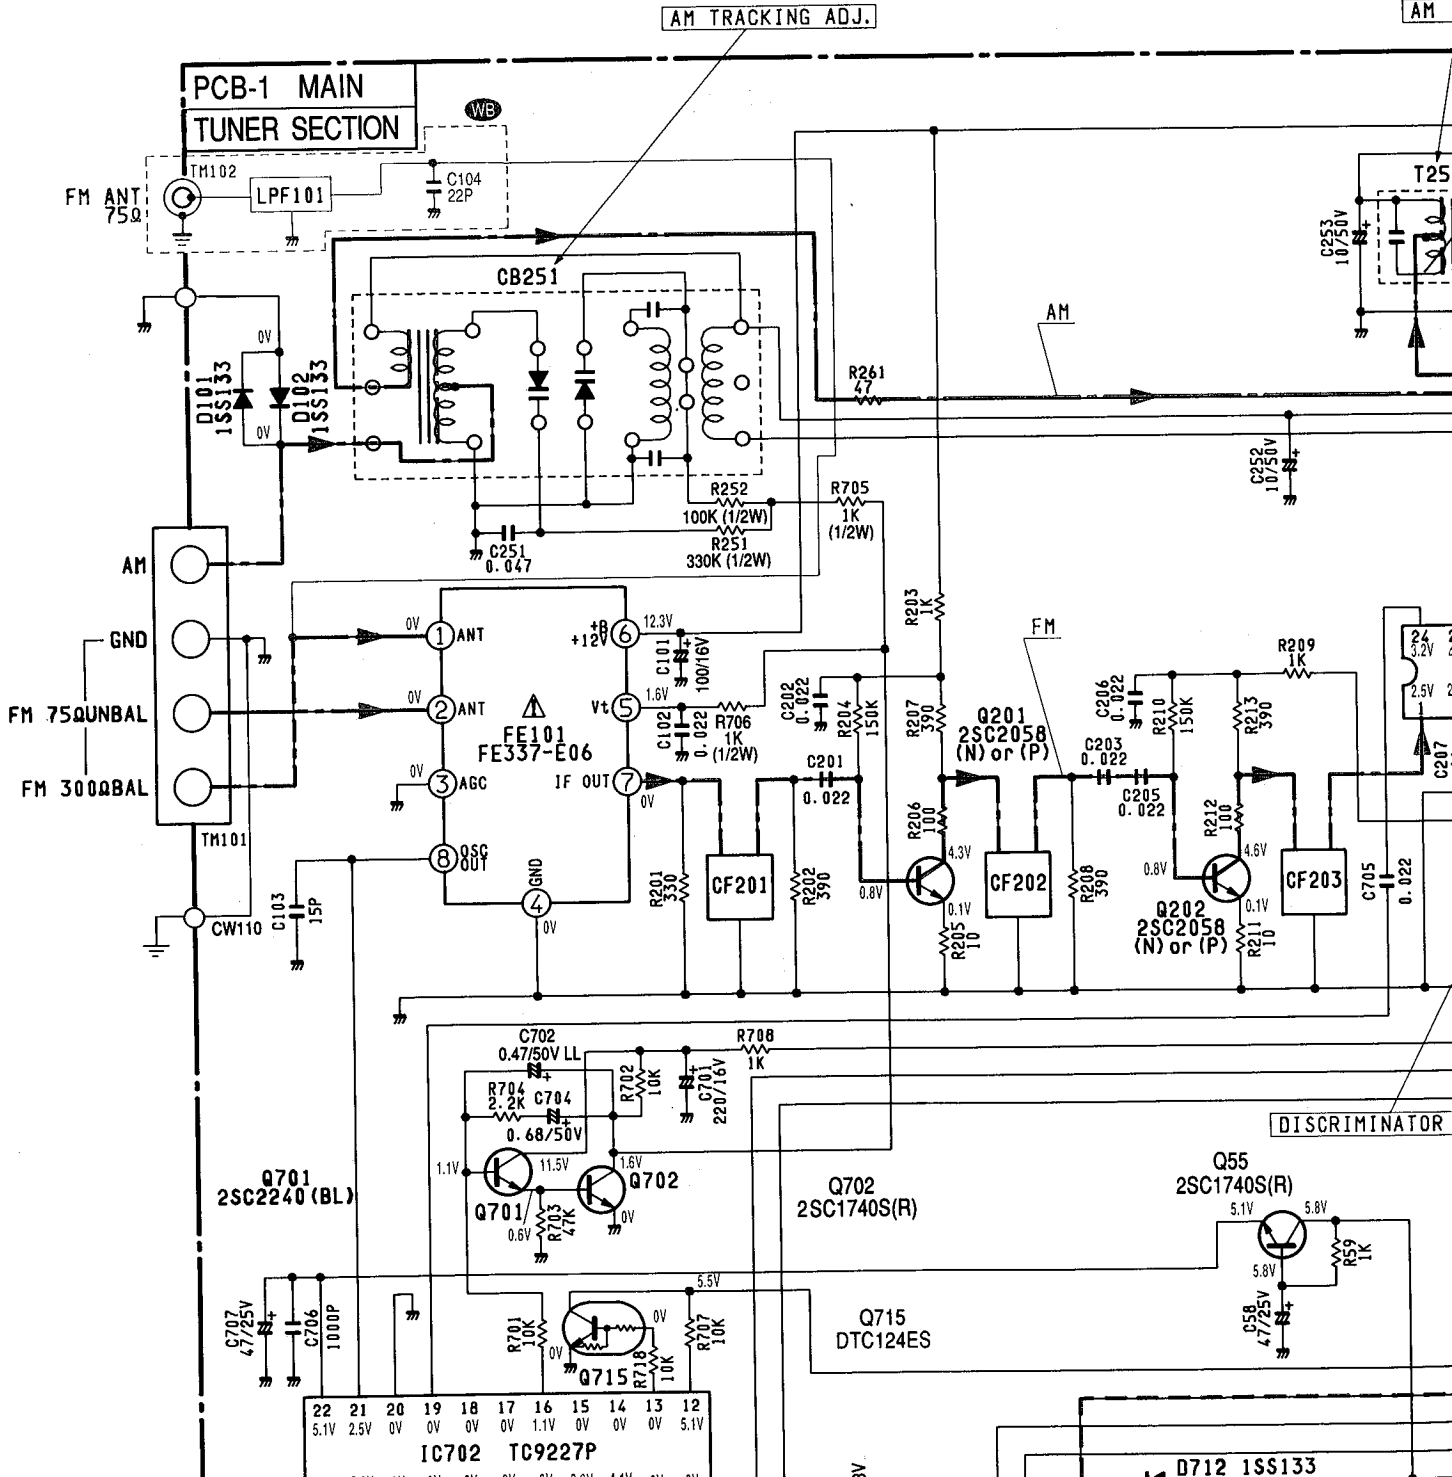 AM TRACKING ADJ.
AM
PCB-1 MAIN
TUNER SECTION
WB
TM102
FM ANT
75Ω
LPF101
C104
22P
T25
C253
10/50V
CB251
AM
0V
D101
1SS133
D102
1SS133
0V
R261
47
C252
10/50V
R252
100K (1/2W)
R705
1K
(1/2W)
R251
330K (1/2W)
C251
0.047
AM
GND
FM 75ΩUNBAL
FM 300ΩBAL
TM101
CW110
0V
1 ANT
0V
2 ANT
0V
3 AGC
8 OSC
OUT
+B
+12V
6
12.3V
Vt 5
1.6V
IF OUT 7
0V
GND
4
0V
FE101
FE337-E06
C101
100/16V
C102
0.022
R706
1K
(1/2W)
C103
15P
R201
330
CF201
R202
390
C202
0.022
R204
150K
C201
0.022
R203
1K
R207
390
R206
100
4.3V
0.8V
0.1V
R205
10
Q201
2SC2058
(N) or (P)
FM
CF202
R208
390
C203
0.022
C205
0.022
C206
0.022
R210
150K
R213
390
R209
1K
R212
100
4.6V
0.8V
0.1V
R211
10
Q202
2SC2058
(N) or (P)
CF203
C705
0.022
24
3.2V
2.5V
1
C207
DISCRIMINATOR
C702
0.47/50V LL
R704
2.2K
C704
0.68/50V
R702
10K
C701
220/16V
R708
1K
1.1V
11.5V
Q701
0.6V
R703
47K
1.6V
Q702
0V
Q701
2SC2240(BL)
Q702
2SC1740S(R)
Q55
2SC1740S(R)
5.1V
5.8V
5.8V
R59
1K
C58
47/25V
C707
47/25V
C706
1000P
R701
10K
0V
0V
Q715
R718
10K
5.5V
R707
10K
Q715
DTC124ES
22 21 20 19 18 17 16 15 14 13 12
5.1V 2.5V 0V 0V 0V 0V 1.1V 0V 0V 0V 5.1V
IC702 TC9227P
D712 1SS133